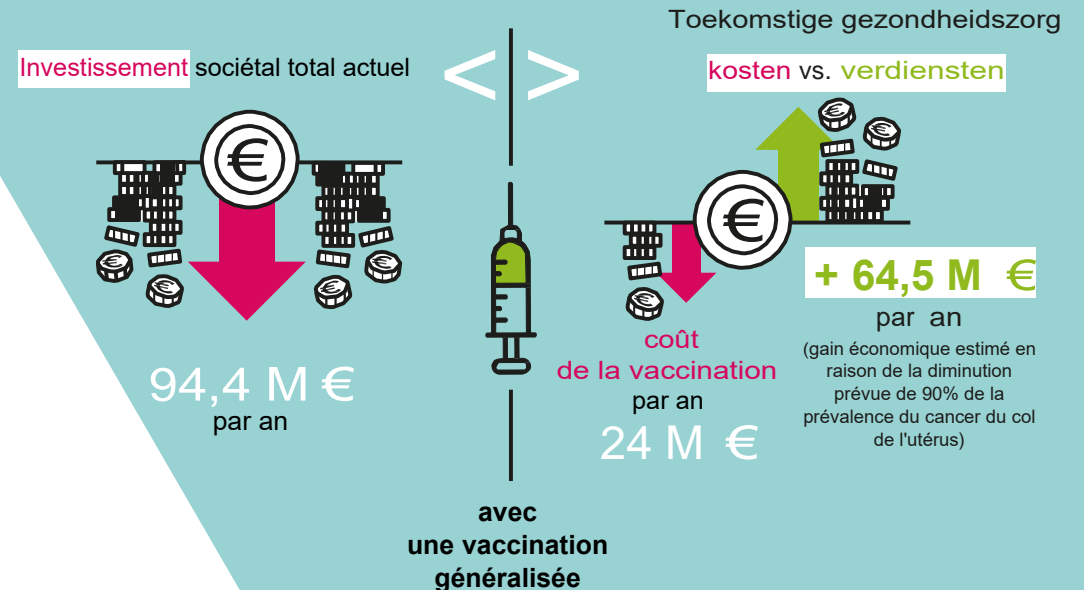 Investissement sociétal total actuel
94,4 M €
par an
< >
avec
une vaccination
généralisée
Toekomstige gezondheidszorg
kosten vs. verdiensten
coût
de la vaccination
par an
24 M €
+ 64,5 M €
par an
(gain économique estimé en
raison de la diminution
prévue de 90% de la
prévalence du cancer du col
de l'utérus)